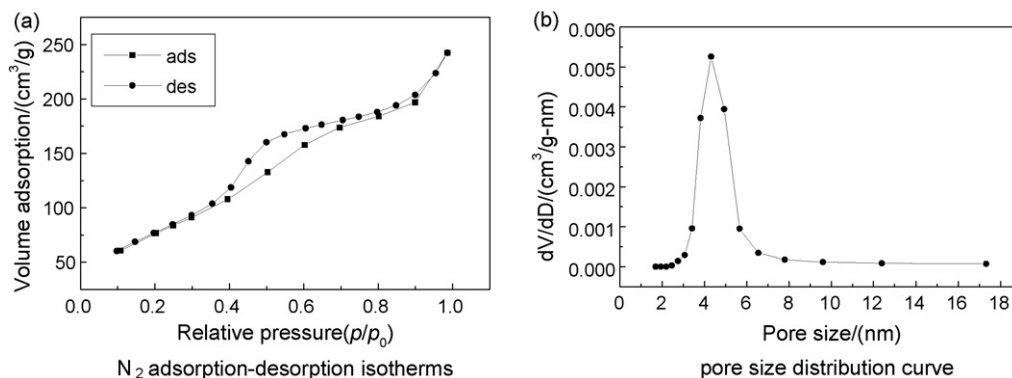 (a)
ads
des
Volume adsorption/(cm³/g)
250
200
150
100
50
0.0 0.2 0.4 0.6 0.8 1.0
Relative pressure(p/p₀)
N₂ adsorption-desorption isotherms
(b)
dV/dD/(cm³/g-nm)
0.006
0.005
0.004
0.003
0.002
0.001
0.000
0 2 4 6 8 10 12 14 16 18
Pore size/(nm)
pore size distribution curve